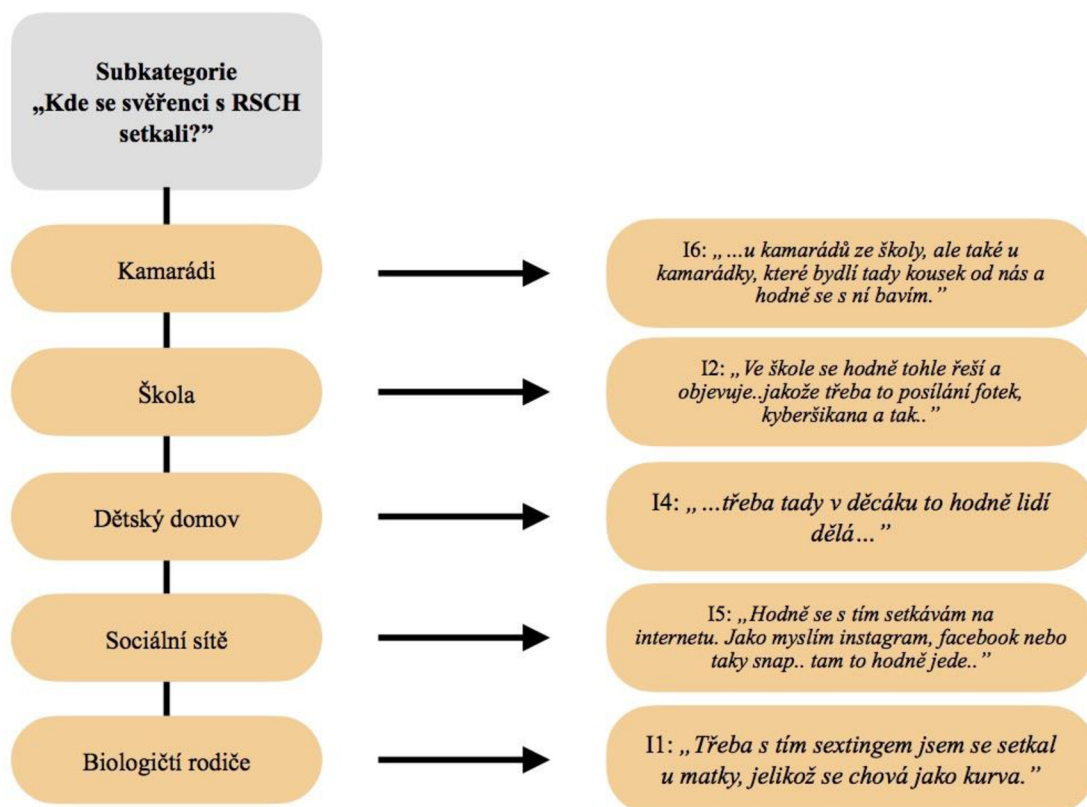 Subkategorie
„Kde se svěřenci s RSCH
setkali?”
Kamarádi
I6: „…u kamarádů ze školy, ale také u
kamarádky, které bydlí tady kousek od nás a
hodně se s ní bavím.”
Škola
I2: „Ve škole se hodně tohle řeší a
objevuje..jakože třeba to posílání fotek,
kyberšikana a tak..”
Dětský domov
I4: „…třeba tady v děcáku to hodně lidí
dělá…”
Sociální sítě
I5: „Hodně se s tím setkávám na
internetu. Jako myslím instagram, facebook nebo
taky snap.. tam to hodně jede..”
Biologičtí rodiče
I1: „Třeba s tím sextingem jsem se setkal
u matky, jelikož se chová jako kurva.”